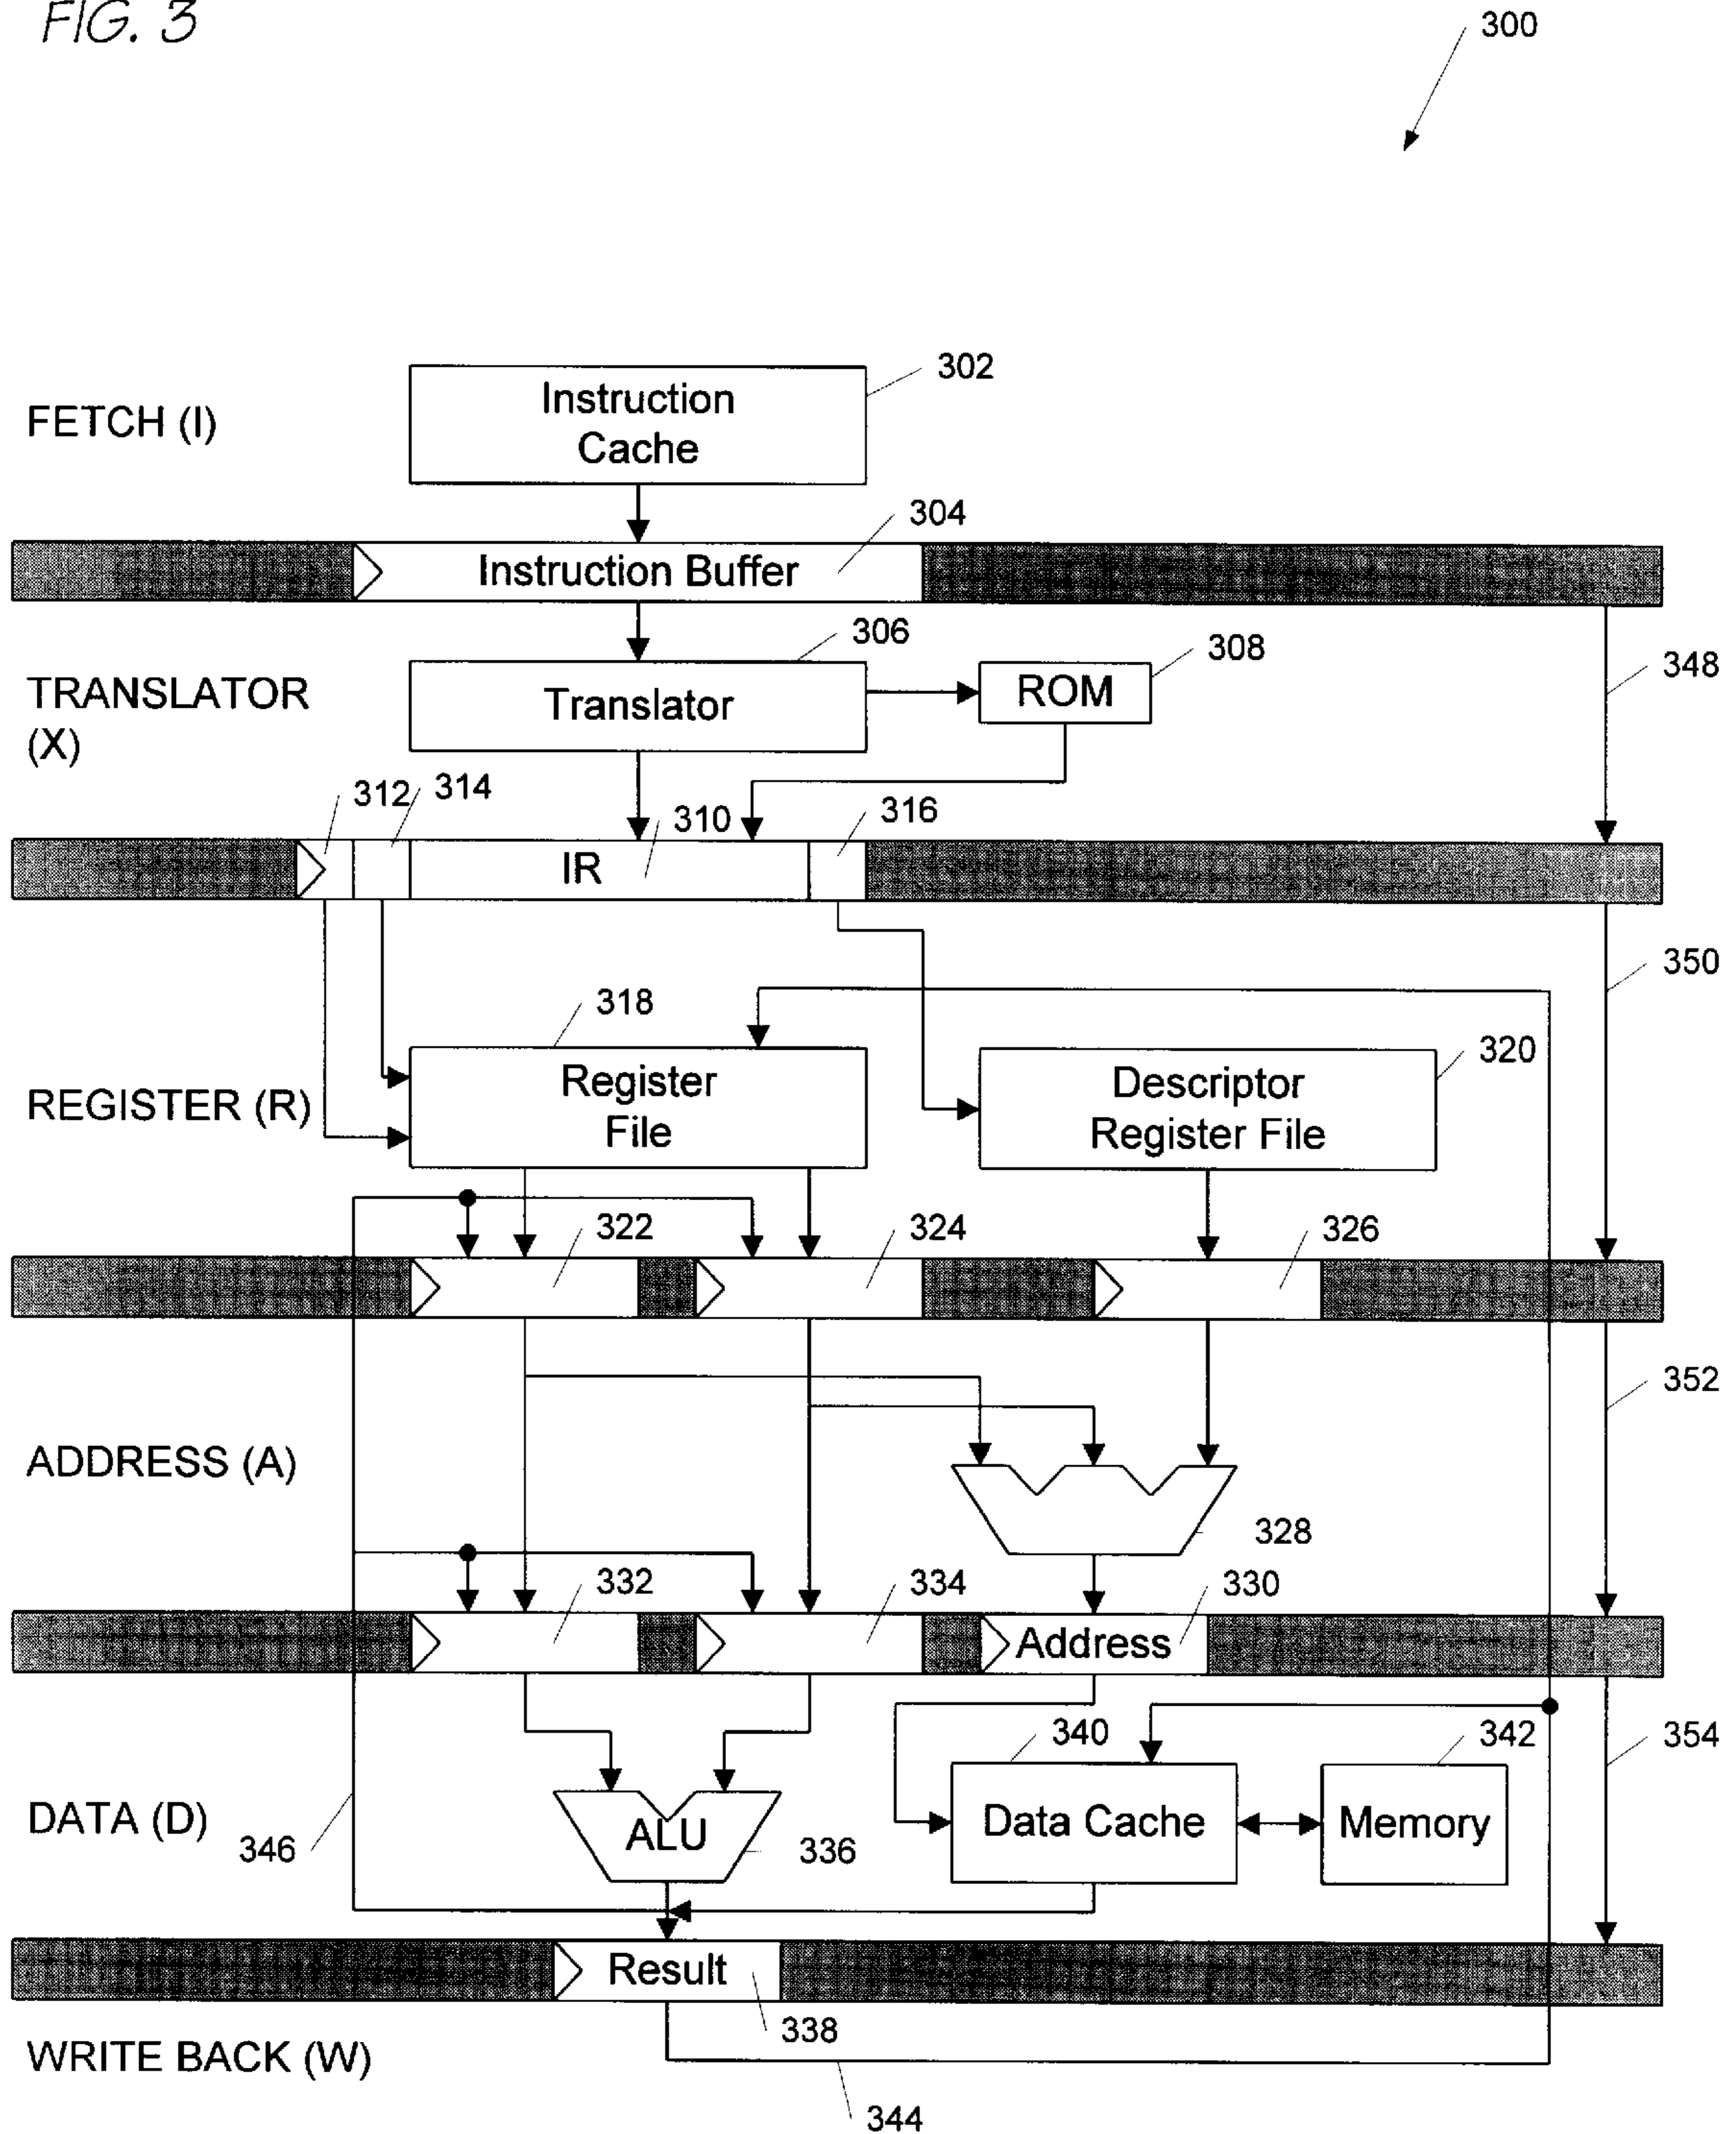 FIG. 3
300
302
Instruction
Cache
FETCH (I)
304
Instruction Buffer
306
308
TRANSLATOR
(X)
Translator
ROM
348
312
314
310
316
IR
350
318
320
REGISTER (R)
Register
File
Descriptor
Register File
322
324
326
352
ADDRESS (A)
328
332
334
330
Address
340
342
354
DATA (D)
346
ALU
336
Data Cache
Memory
Result
338
WRITE BACK (W)
344